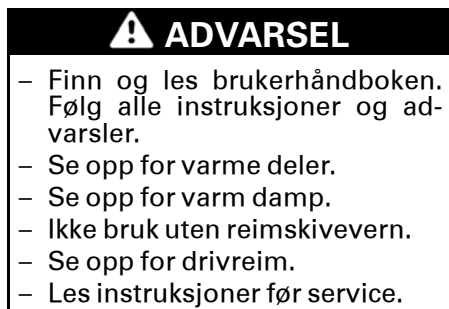 ADVARSEL
– Finn og les brukerhåndboken.
Følg alle instruksjoner og ad-
varsler.
– Se opp for varme deler.
– Se opp for varm damp.
– Ikke bruk uten reimskivevern.
– Se opp for drivreim.
– Les instruksjoner før service.